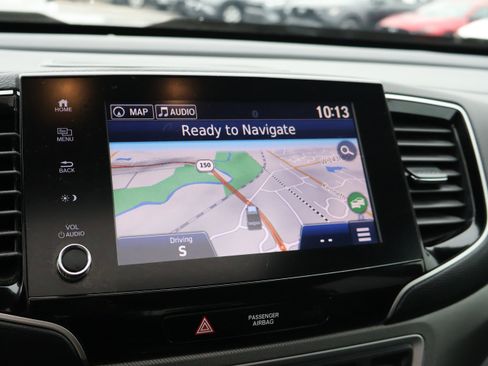 HOME
MENU
BACK
VOL
AUDIO
MAP
AUDIO
10:13
Ready to Navigate
150
Driving
S
--
PASSENGER
AIRBAG